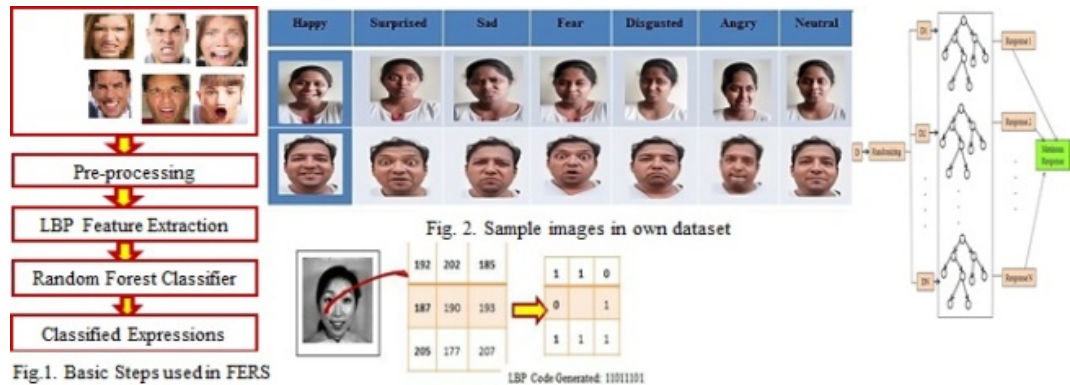 Pre-processing
LBP Feature Extraction
Random Forest Classifier
Classified Expressions
Fig.1. Basic Steps used in FERS
Happy Surprised Sad Fear Disgusted Angry Neutral
Fig. 2. Sample images in own dataset
192 202 185
187 190 193
205 177 207
1 1 0
0 1
1 1 1
LBP Code Generated: 11011101
D Randomizing
D1 Response 1
D2 Response 2
DN Response N
Response